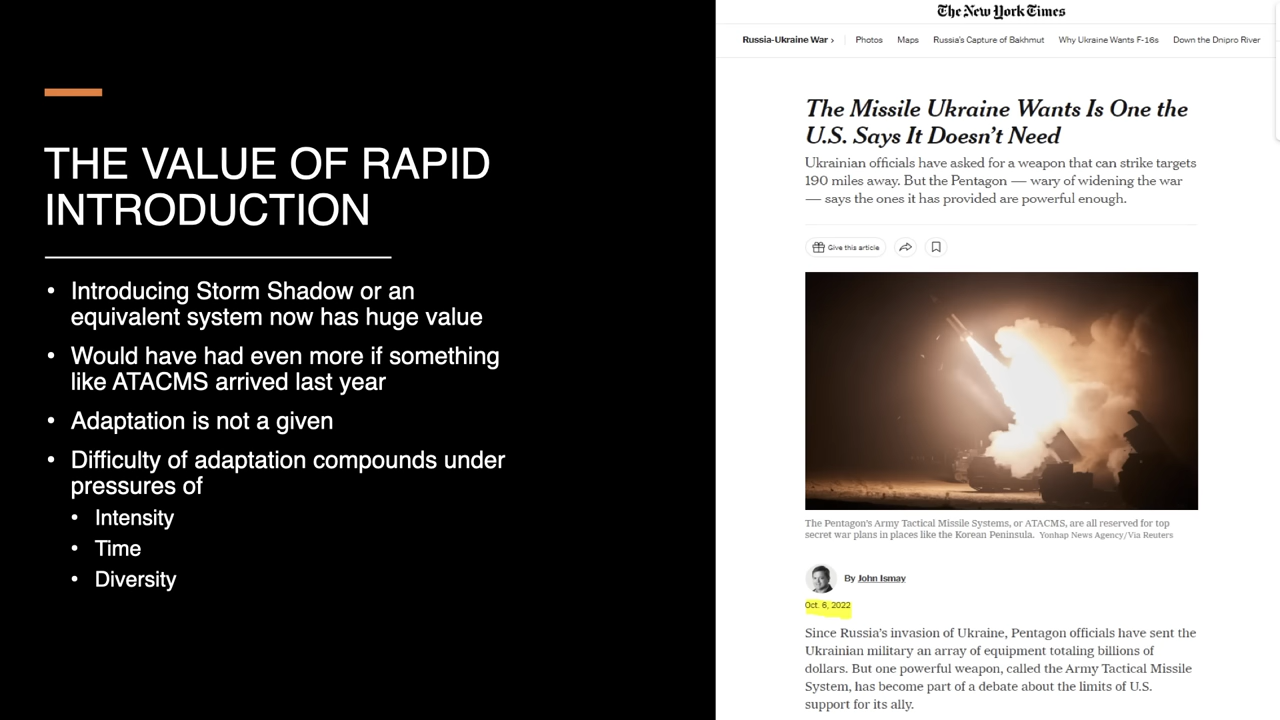 THE VALUE OF RAPID
INTRODUCTION
• Introducing Storm Shadow or an
equivalent system now has huge value
• Would have had even more if something
like ATACMS arrived last year
• Adaptation is not a given
• Difficulty of adaptation compounds under
pressures of
• Intensity
• Time
• Diversity
The New York Times
Russia-Ukraine War › Photos Maps Russia's Capture of Bakhmut Why Ukraine Wants F-16s Down the Dnipro River
The Missile Ukraine Wants Is One the
U.S. Says It Doesn't Need
Ukrainian officials have asked for a weapon that can strike targets
190 miles away. But the Pentagon — wary of widening the war
— says the ones it has provided are powerful enough.
Give this article
The Pentagon's Army Tactical Missile Systems, or ATACMS, are all reserved for top
secret war plans in places like the Korean Peninsula. Yonhap News Agency/Via Reuters
By John Ismay
Oct. 6, 2022
Since Russia's invasion of Ukraine, Pentagon officials have sent the
Ukrainian military an array of equipment totaling billions of
dollars. But one powerful weapon, called the Army Tactical Missile
System, has become part of a debate about the limits of U.S.
support for its ally.